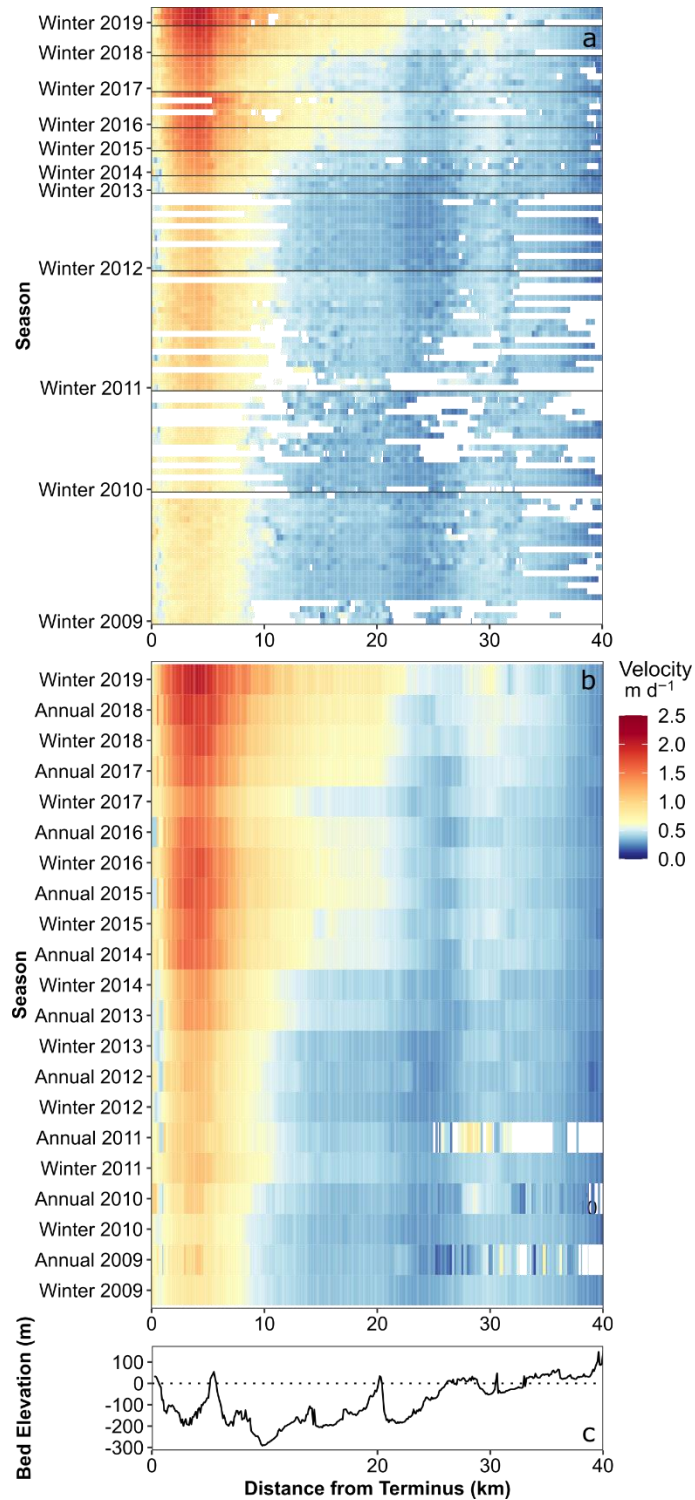 a
Winter 2019
Winter 2018
Winter 2017
Winter 2016
Winter 2015
Winter 2014
Winter 2013
Winter 2012
Winter 2011
Winter 2010
Winter 2009
Season
0 10 20 30 40
b
Winter 2019
Annual 2018
Winter 2018
Annual 2017
Winter 2017
Annual 2016
Winter 2016
Annual 2015
Winter 2015
Annual 2014
Winter 2014
Annual 2013
Winter 2013
Annual 2012
Winter 2012
Annual 2011
Winter 2011
Annual 2010
Winter 2010
Annual 2009
Winter 2009
Season
0
0 10 20 30 40
Velocity
m d⁻¹
2.5
2.0
1.5
1.0
0.5
0.0
Bed Elevation (m)
100
0
-100
-200
-300
c
0 10 20 30 40
Distance from Terminus (km)